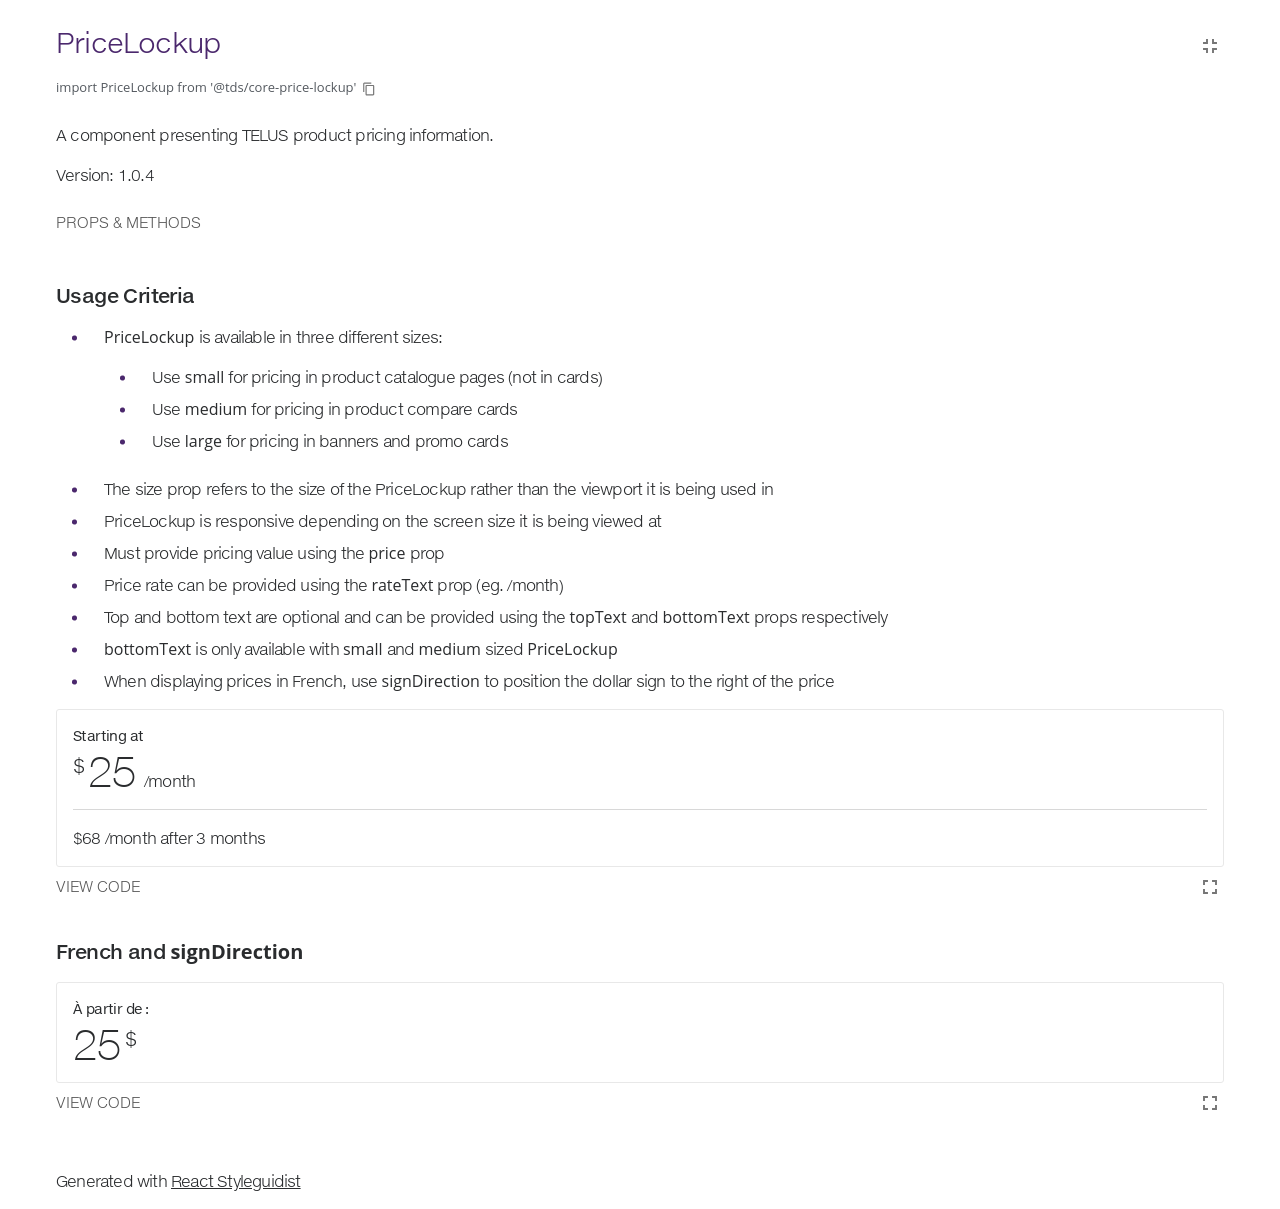 PriceLockup
import PriceLockup from '@tds/core-price-lockup'
A component presenting TELUS product pricing information.
Version: 1.0.4
PROPS & METHODS
Usage Criteria
PriceLockup is available in three different sizes:
Use small for pricing in product catalogue pages (not in cards)
Use medium for pricing in product compare cards
Use large for pricing in banners and promo cards
The size prop refers to the size of the PriceLockup rather than the viewport it is being used in
PriceLockup is responsive depending on the screen size it is being viewed at
Must provide pricing value using the price prop
Price rate can be provided using the rateText prop (eg. /month)
Top and bottom text are optional and can be provided using the topText and bottomText props respectively
bottomText is only available with small and medium sized PriceLockup
When displaying prices in French, use signDirection to position the dollar sign to the right of the price
Starting at
$25 /month
$68 /month after 3 months
VIEW CODE
French and signDirection
À partir de :
25 $
VIEW CODE
Generated with React Styleguidist